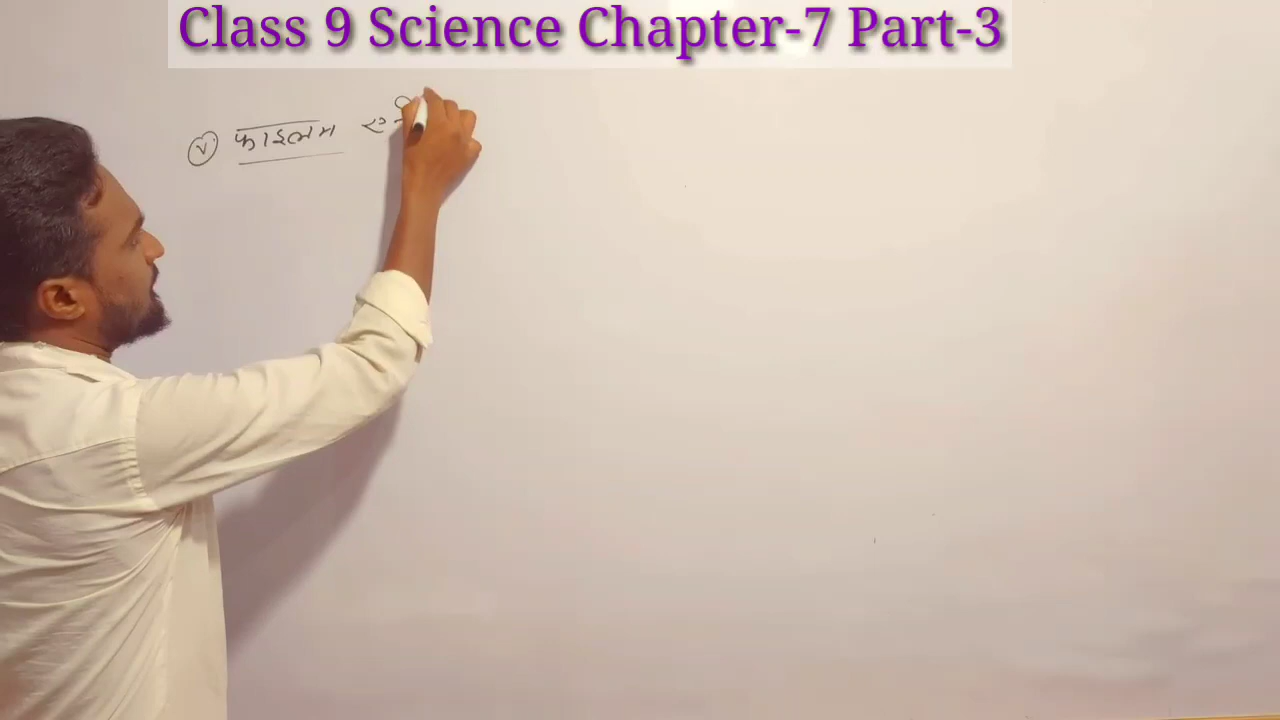 Class 9 Science Chapter-7 Part-3
(v) फाइलम